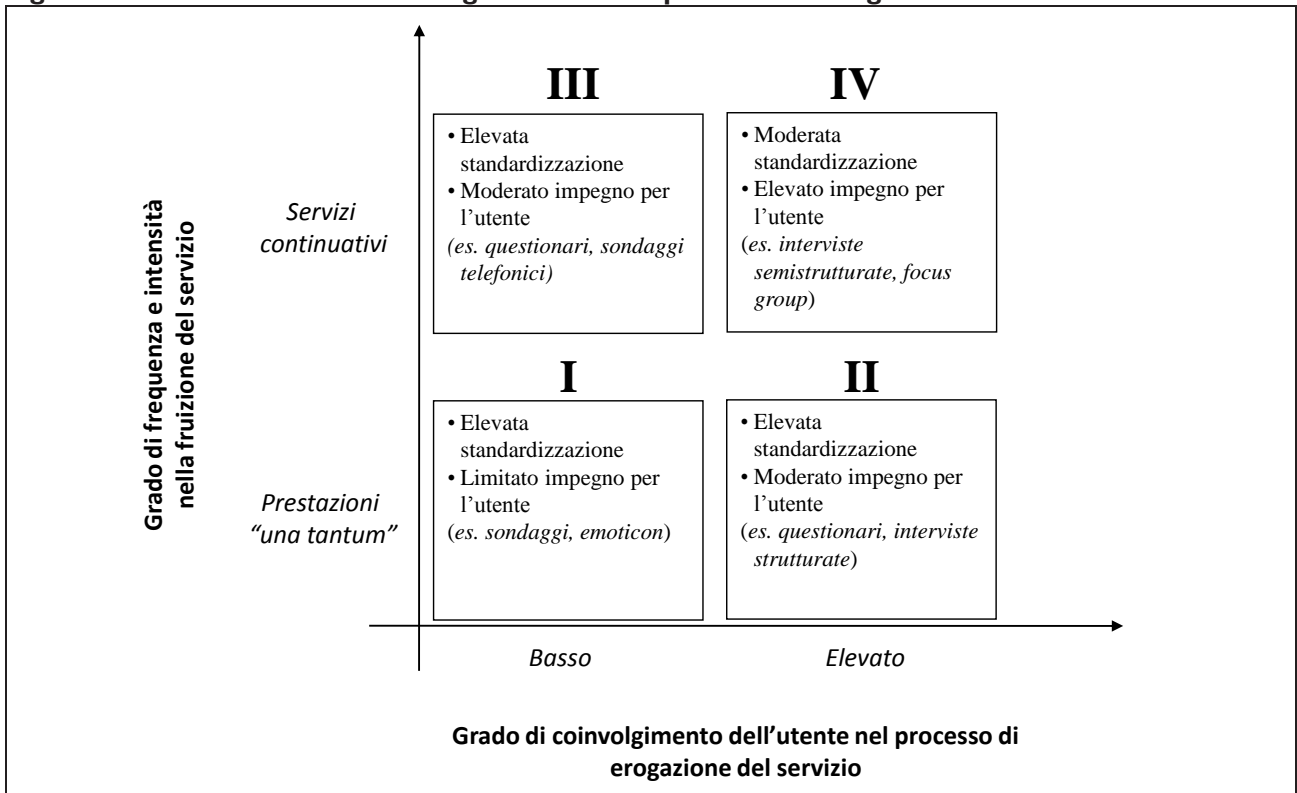 III
IV
• Elevata
standardizzazione
• Moderato impegno per
l’utente
(es. questionari, sondaggi
telefonici)
• Moderata
standardizzazione
• Elevato impegno per
l’utente
(es. interviste
semistrutturate, focus
group)
Servizi
continuativi
Grado di frequenza e intensità
nella fruizione del servizio
I
II
• Elevata
standardizzazione
• Limitato impegno per
l’utente
(es. sondaggi, emoticon)
• Elevata
standardizzazione
• Moderato impegno per
l’utente
(es. questionari, interviste
strutturate)
Prestazioni
“una tantum”
Basso
Elevato
Grado di coinvolgimento dell’utente nel processo di
erogazione del servizio